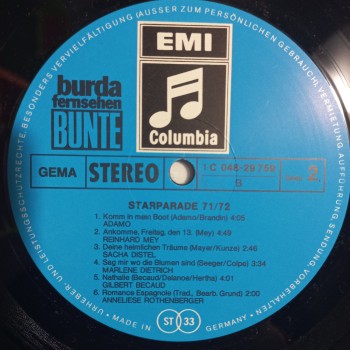 URHEBER- UND LEISTUNGSSCHUTZRECHTE, BESONDERS VERVIELFÄLTIGUNG (AUSSER ZUM PERSÖNLICHEN GEBRAUCH), VERMIETUNG, SENDUNG VORBEHALTEN
EMI
burda
fernsehen
BUNTE
Columbia
GEMA
STEREO
1 C 048-29 759
B
2
STARPARADE 71/72
1. Komm in mein Boot (Adamo/Brandin) 4:05
ADAMO
2. Ankomme, Freitag, den 13. (Mey) 4:49
REINHARD MEY
3. Deine heimlichen Träume (Meyer/Kunze) 2:46
SACHA DISTEL
4. Sag mir wo die Blumen sind (Seeger/Colpe) 3:34
MARLENE DIETRICH
5. Nathalie (Becaud/Delanoe/Hertha) 4:01
GILBERT BECAUD
6. Romance Espagnole (Trad., Bearb. Grund) 2:00
ANNELIESE ROTHENBERGER
MADE IN
ST 33
GERMANY